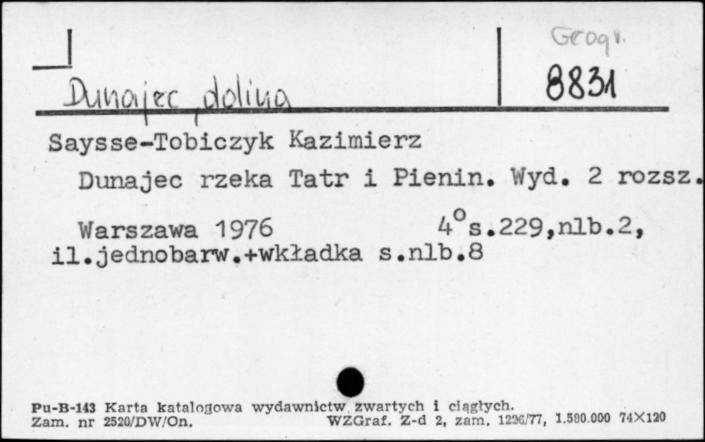 Geogr.
Dunajec dolina
8831
Saysse-Tobiczyk Kazimierz
Dunajec rzeka Tatr i Pienin. Wyd. 2 rozsz.
Warszawa 1976 4°s.229,nlb.2,
il.jednobarw.+wkładka s.nlb.8
Pu-B-143 Karta katalogowa wydawnictw zwartych i ciągłych.
Zam. nr 2520/DW/On. WZGraf. Z-d 2, zam. 1296/77, 1.580.000 74X120